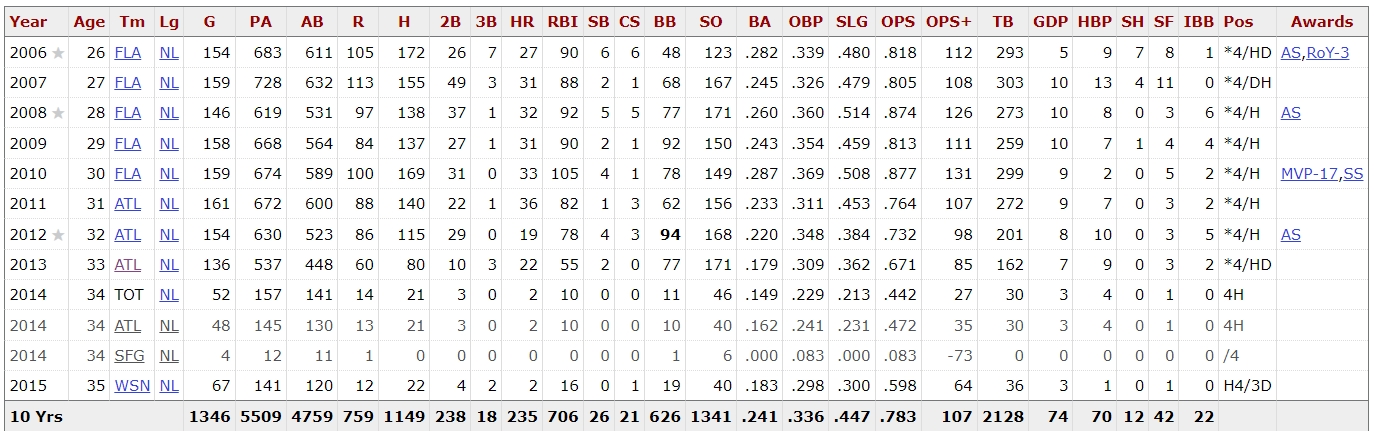 Year Age Tm Lg G PA AB R H 2B 3B HR RBI SB CS BB SO BA OBP SLG OPS OPS+ TB GDP HBP SH SF IBB Pos Awards
2006 ★ 26 FLA NL 154 683 611 105 172 26 7 27 90 6 6 48 123 .282 .339 .480 .818 112 293 5 9 7 8 1 *4/HD AS,RoY-3
2007 27 FLA NL 159 728 632 113 155 49 3 31 88 2 1 68 167 .245 .326 .479 .805 108 303 10 13 4 11 0 *4/DH
2008 ★ 28 FLA NL 146 619 531 97 138 37 1 32 92 5 5 77 171 .260 .360 .514 .874 126 273 10 8 0 3 6 *4/H AS
2009 29 FLA NL 158 668 564 84 137 27 1 31 90 2 1 92 150 .243 .354 .459 .813 111 259 10 7 1 4 4 *4/H
2010 30 FLA NL 159 674 589 100 169 31 0 33 105 4 1 78 149 .287 .369 .508 .877 131 299 9 2 0 5 2 *4/H MVP-17,SS
2011 31 ATL NL 161 672 600 88 140 22 1 36 82 1 3 62 156 .233 .311 .453 .764 107 272 9 7 0 3 2 *4/H
2012 ★ 32 ATL NL 154 630 523 86 115 29 0 19 78 4 3 94 168 .220 .348 .384 .732 98 201 8 10 0 3 5 *4/H AS
2013 33 ATL NL 136 537 448 60 80 10 3 22 55 2 0 77 171 .179 .309 .362 .671 85 162 7 9 0 3 2 *4/HD
2014 34 TOT NL 52 157 141 14 21 3 0 2 10 0 0 11 46 .149 .229 .213 .442 27 30 3 4 0 1 0 4H
2014 34 ATL NL 48 145 130 13 21 3 0 2 10 0 0 10 40 .162 .241 .231 .472 35 30 3 4 0 1 0 4H
2014 34 SFG NL 4 12 11 1 0 0 0 0 0 0 0 1 6 .000 .083 .000 .083 -73 0 0 0 0 0 0 /4
2015 35 WSN NL 67 141 120 12 22 4 2 2 16 0 1 19 40 .183 .298 .300 .598 64 36 3 1 0 1 0 H4/3D
10 Yrs 1346 5509 4759 759 1149 238 18 235 706 26 21 626 1341 .241 .336 .447 .783 107 2128 74 70 12 42 22